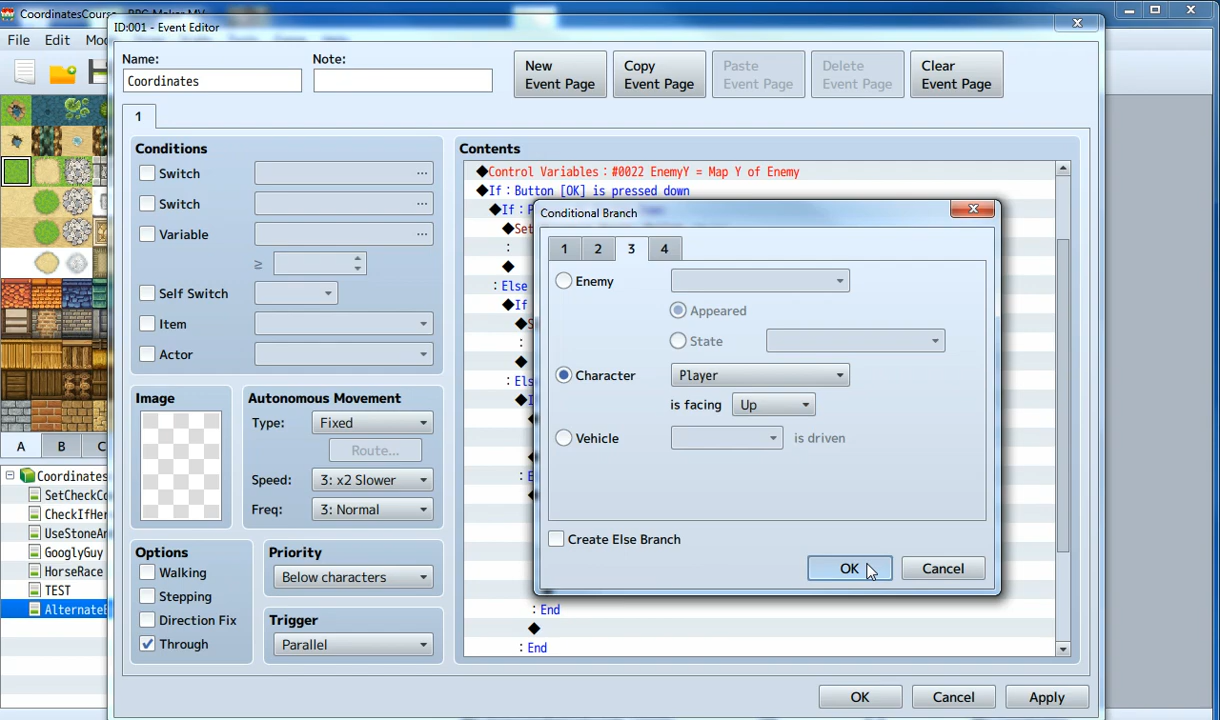 CoordinatesCourse - RPG Maker MV
ID:001 - Event Editor
File Edit
Name:
Note:
Coordinates
New Event Page
Copy Event Page
Paste Event Page
Delete Event Page
Clear Event Page
1
Conditions
Switch ...
Switch ...
Variable ...
≥
Self Switch
Item
Actor
Image
Autonomous Movement
Type: Fixed
Route...
Speed: 3: x2 Slower
Freq: 3: Normal
Options
Walking
Stepping
Direction Fix
Through
Priority
Below characters
Trigger
Parallel
Contents
◆Control Variables : #0022 EnemyY = Map Y of Enemy
◆If : Button [OK] is pressed down
◆If :
:
◆
: Else
◆If
:
◆
◆
: End
◆
: End
Conditional Branch
1 2 3 4
Enemy
Appeared
State
Character Player
is facing Up
Vehicle is driven
Create Else Branch
OK Cancel
OK Cancel Apply
A B C
Coordinates
TEST
GooglyGuy
HorseRace